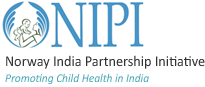 NIPI
Norway India Partnership Initiative
Promoting Child Health in India